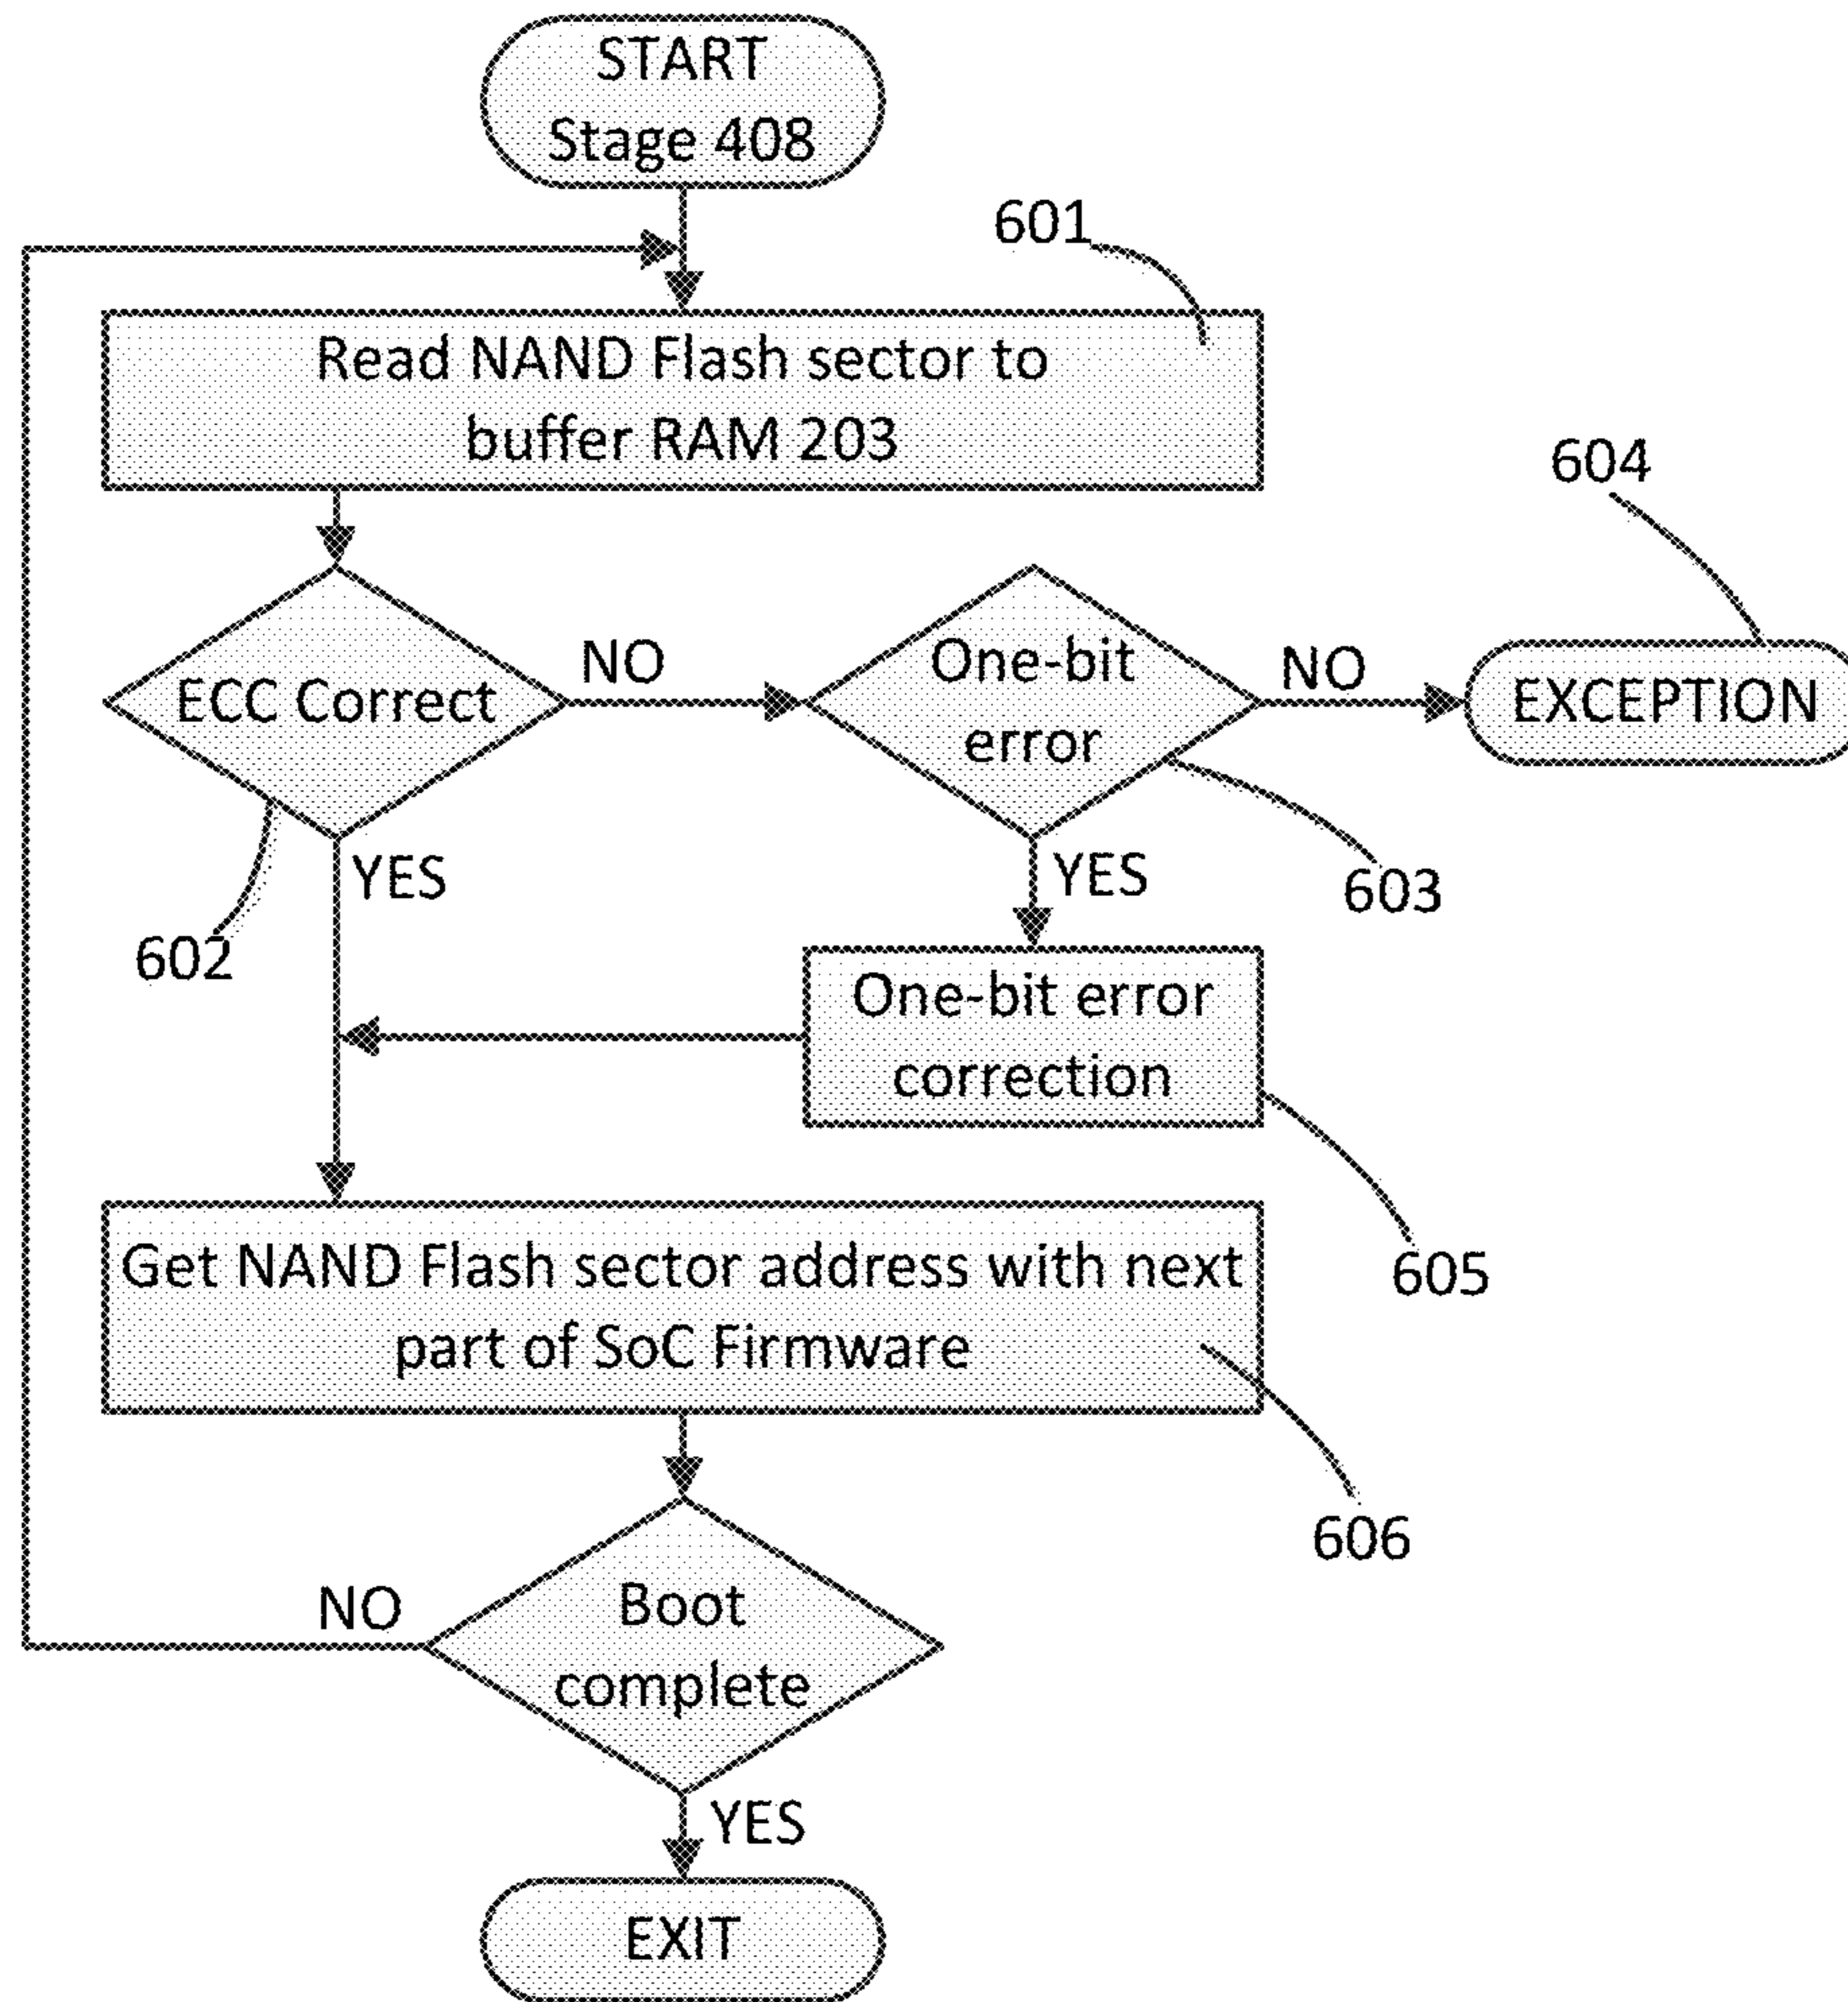 START
Stage 408
601
Read NAND Flash sector to
buffer RAM 203
604
ECC Correct
NO
One-bit
error
NO
EXCEPTION
YES
YES
603
602
One-bit error
correction
605
Get NAND Flash sector address with next
part of SoC Firmware
606
NO
Boot
complete
YES
EXIT